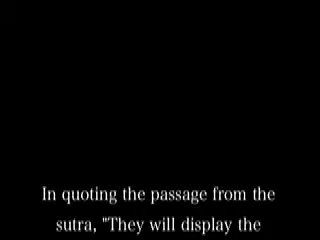 In quoting the passage from the
sutra, "They will display the